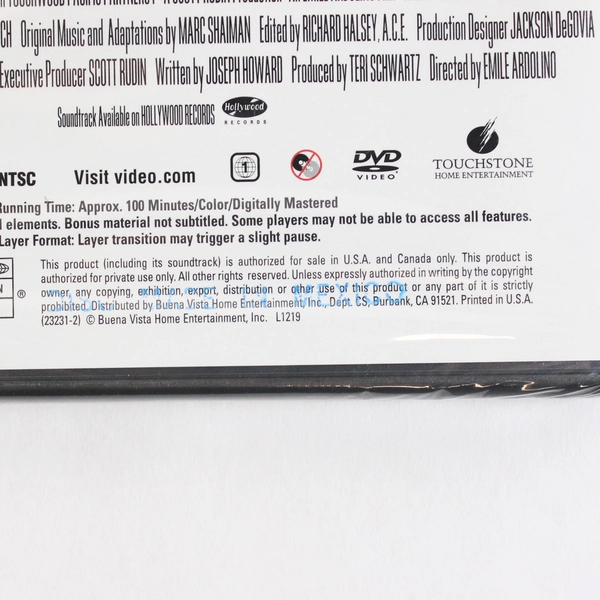 CH Original Music and Adaptations by MARC SHAIMAN Edited by RICHARD HALSEY, A.C.E. Production Designer JACKSON DeGOVIA
Executive Producer SCOTT RUDIN Written by JOSEPH HOWARD Produced by TERI SCHWARTZ Directed by EMILE ARDOLINO
Soundtrack Available on HOLLYWOOD RECORDS Hollywood RECORDS
NTSC Visit video.com 1 DVD VIDEO TOUCHSTONE HOME ENTERTAINMENT
Running Time: Approx. 100 Minutes/Color/Digitally Mastered
l elements. Bonus material not subtitled. Some players may not be able to access all features.
Layer Format: Layer transition may trigger a slight pause.
This product (including its soundtrack) is authorized for sale in U.S.A. and Canada only. This product is
authorized for private use only. All other rights reserved. Unless expressly authorized in writing by the copyright
owner, any copying, exhibition, export, distribution or other use of this product or any part of it is strictly
prohibited. Distributed by Buena Vista Home Entertainment, Inc., Dept. CS, Burbank, CA 91521. Printed in U.S.A.
(23231-2) © Buena Vista Home Entertainment, Inc. L1219
N ®
IN MEXICO